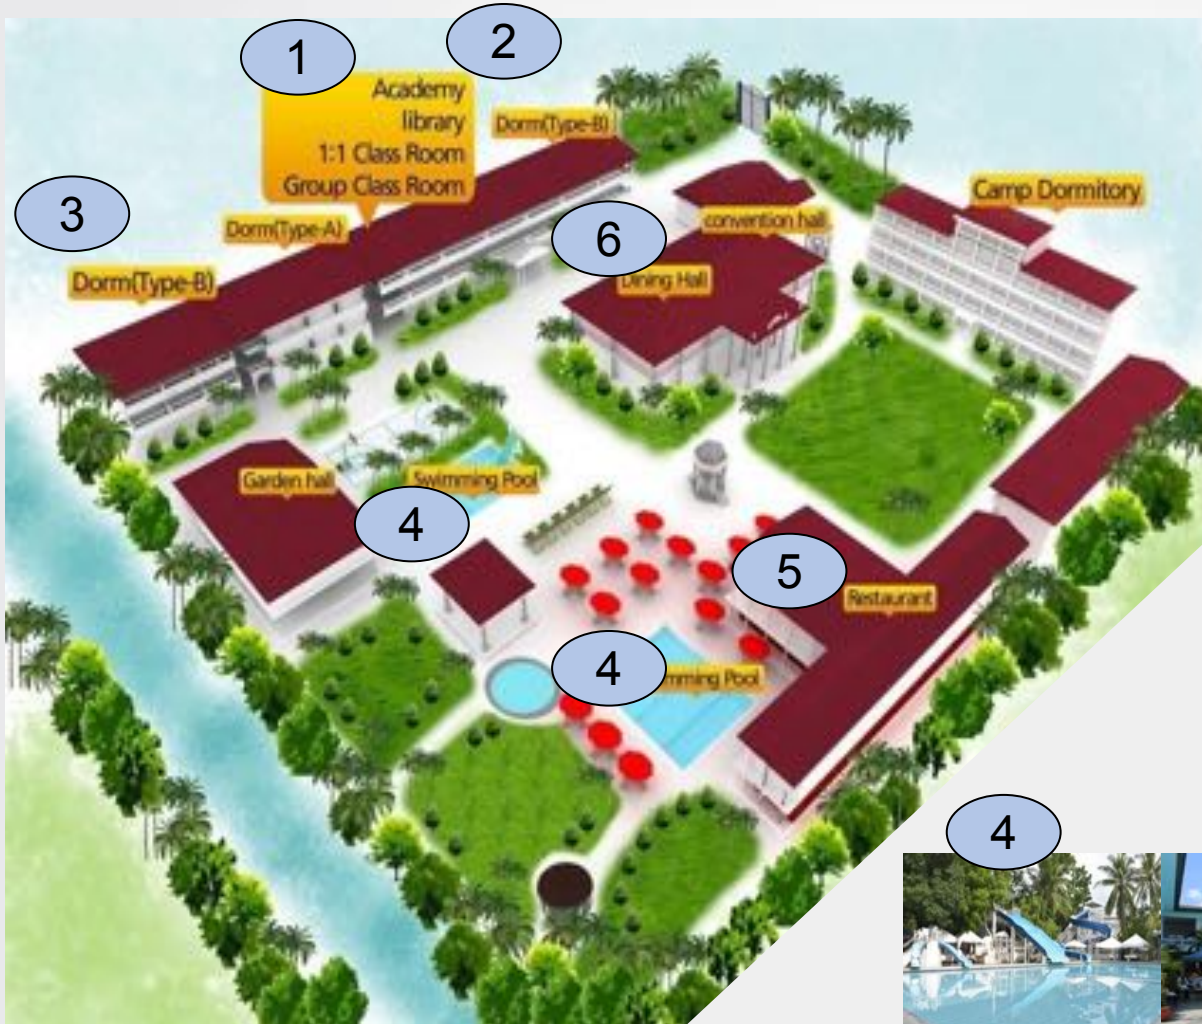 1
2
Academy
library
1:1 Class Room
Group Class Room
Dorm(Type-B)
3
Dorm(Type-A)
Dorm(Type-B)
Camp Dormitory
convention hall
6
Dining Hall
Garden hall
Swimming Pool
4
5
Restaurant
4
mming Pool
4